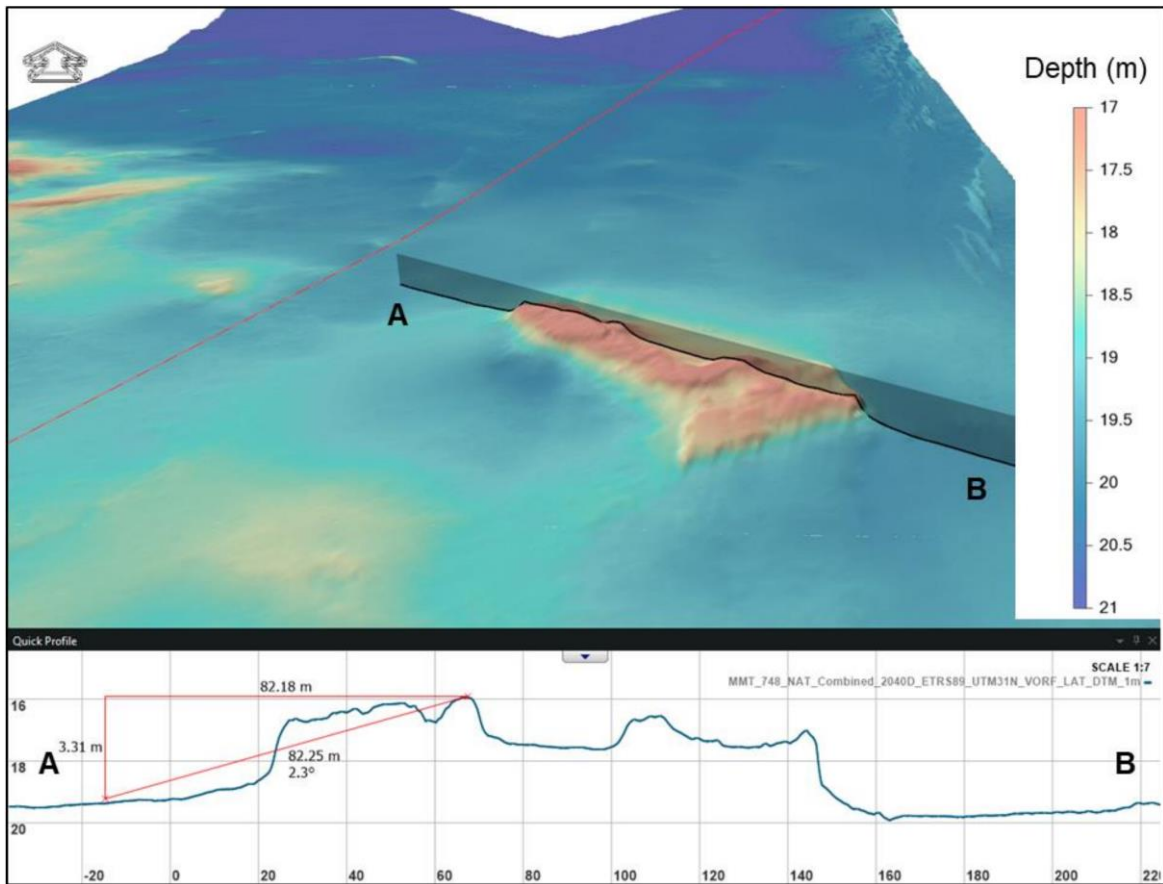 Depth (m)
17
17.5
18
18.5
19
19.5
20
20.5
21
A
B
Quick Profile
SCALE 1:7
MMT_748_NAT_Combined_2040D_ETRS89_UTM31N_VORF_LAT_DTM_1m
82.18 m
16
3.31 m
A
82.25 m
B
18
2.3º
20
-20
0
20
40
60
80
100
120
140
160
180
200
220